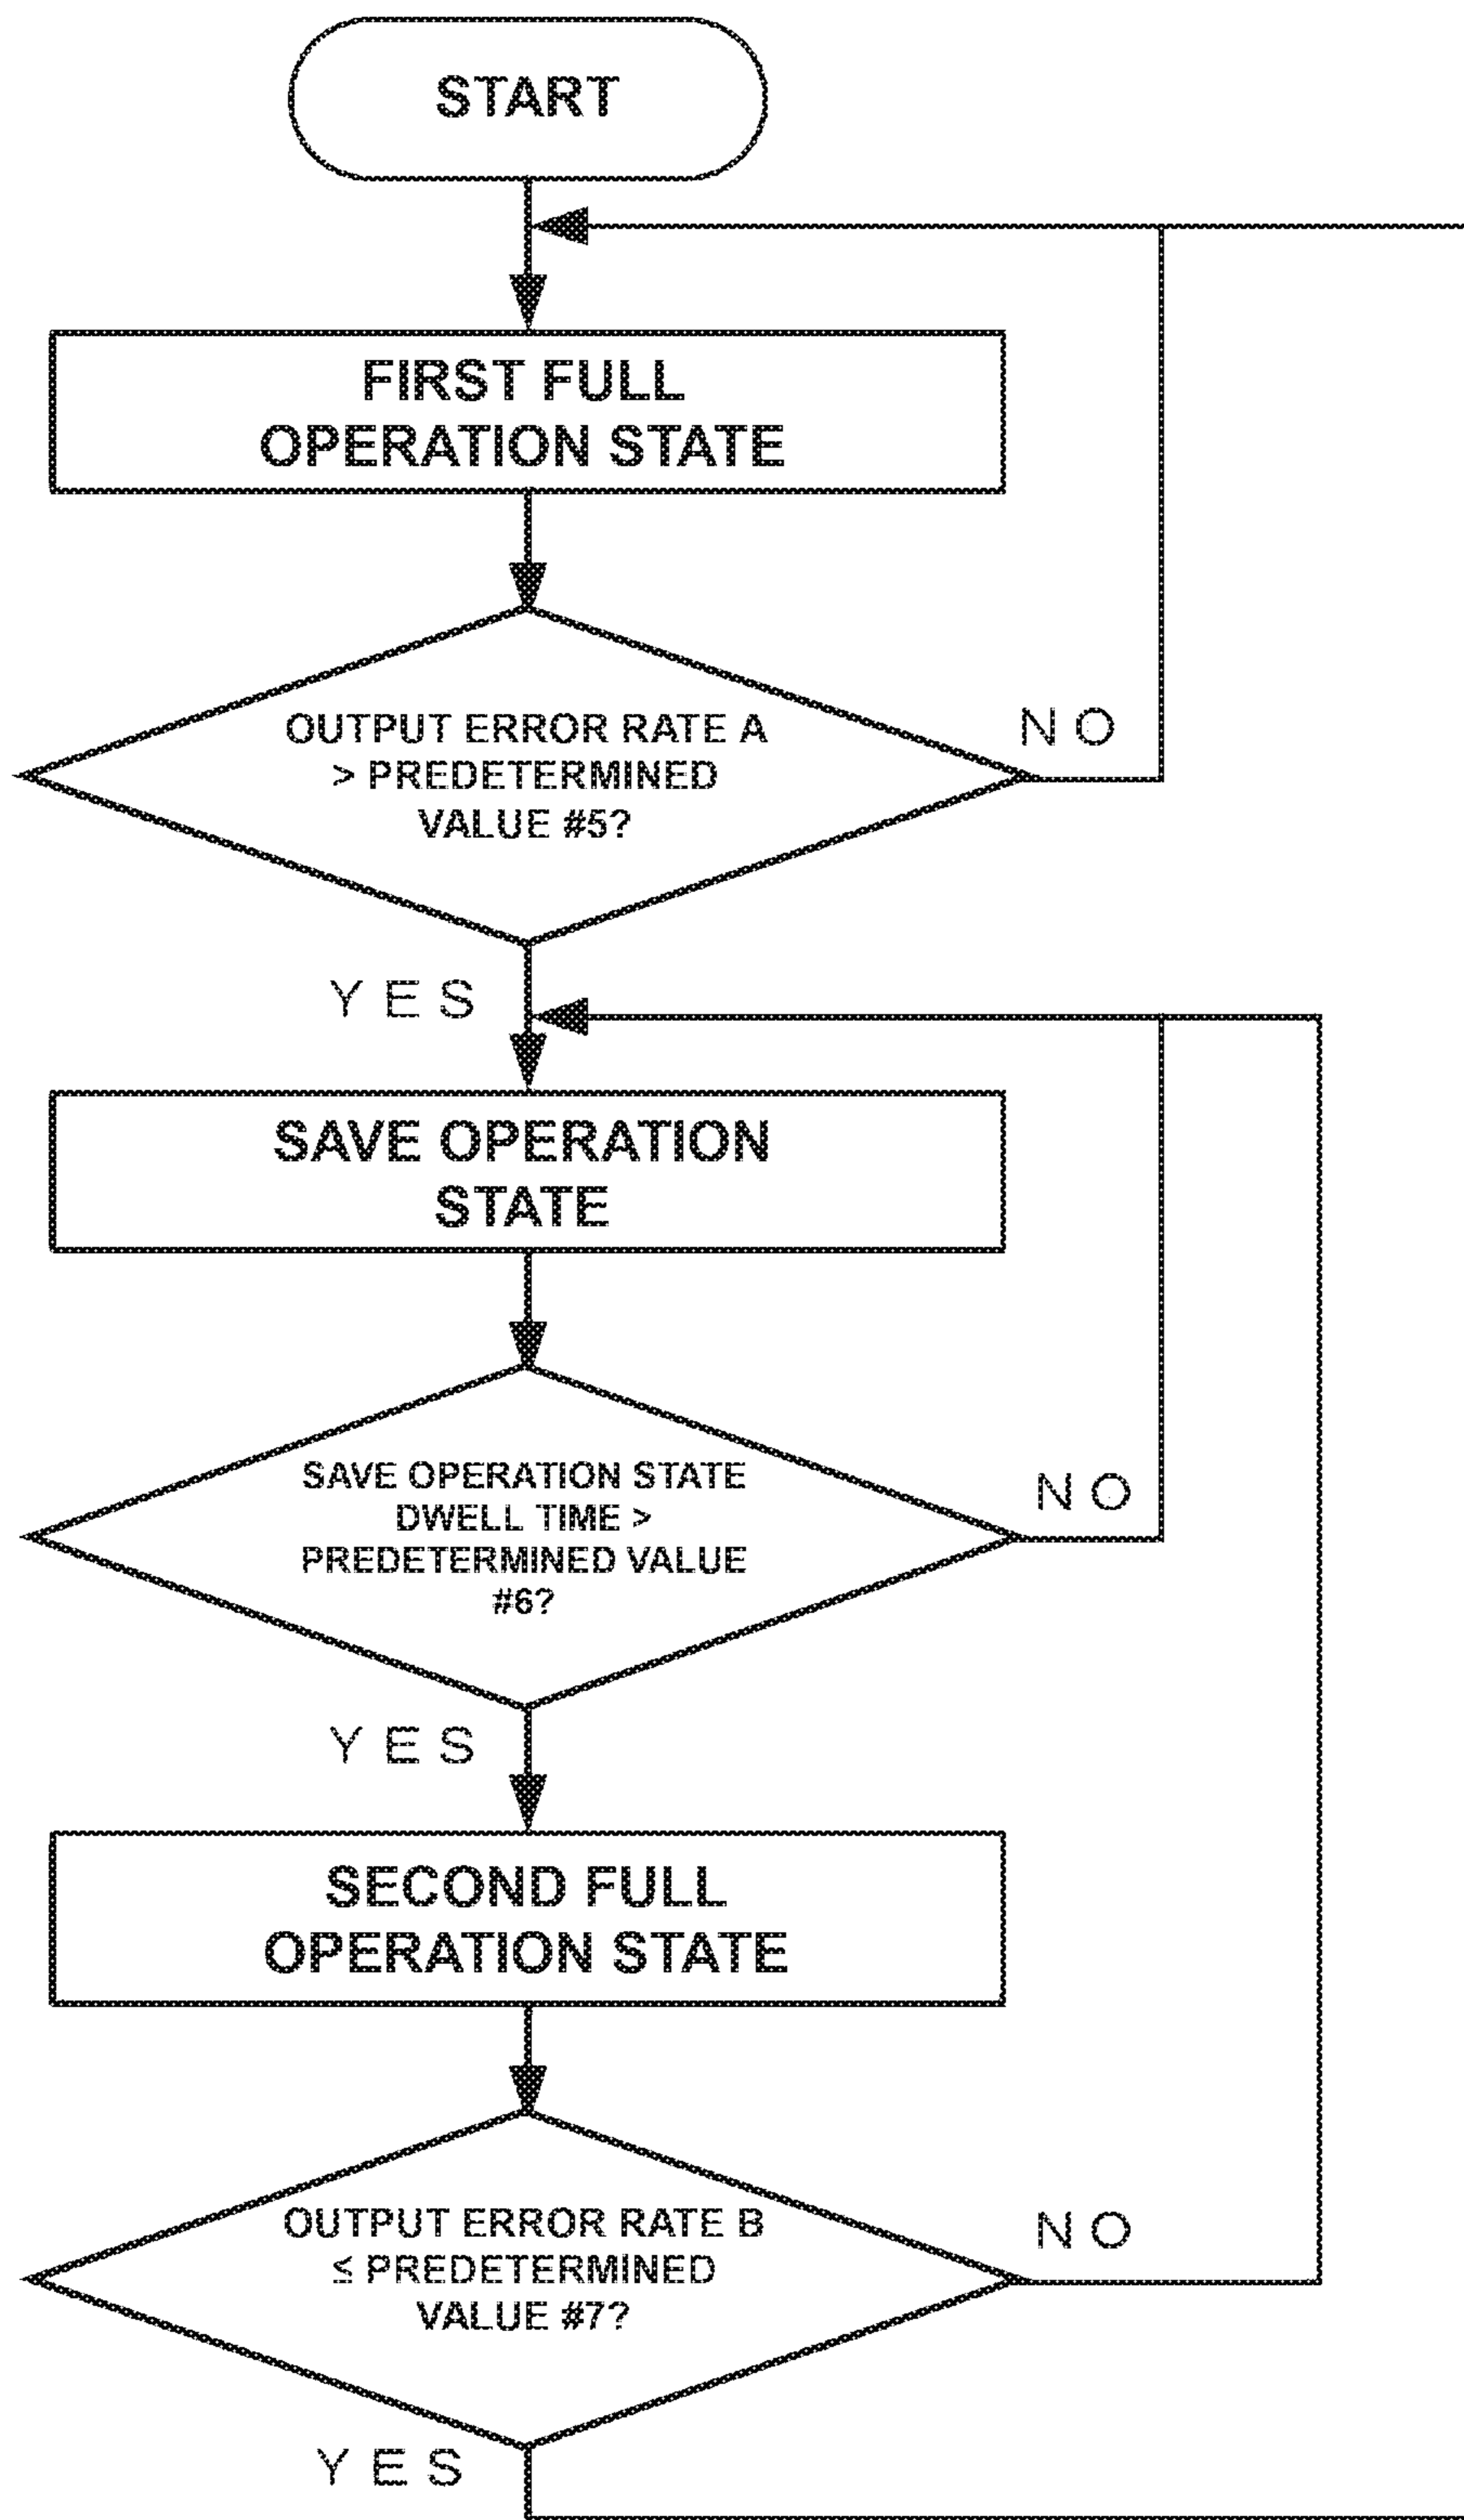 START
FIRST FULL
OPERATION STATE
OUTPUT ERROR RATE A
> PREDETERMINED
VALUE #5?
NO
YES
SAVE OPERATION
STATE
SAVE OPERATION STATE
DWELL TIME >
PREDETERMINED VALUE
#6?
NO
YES
SECOND FULL
OPERATION STATE
OUTPUT ERROR RATE B
≤ PREDETERMINED
VALUE #7?
NO
YES